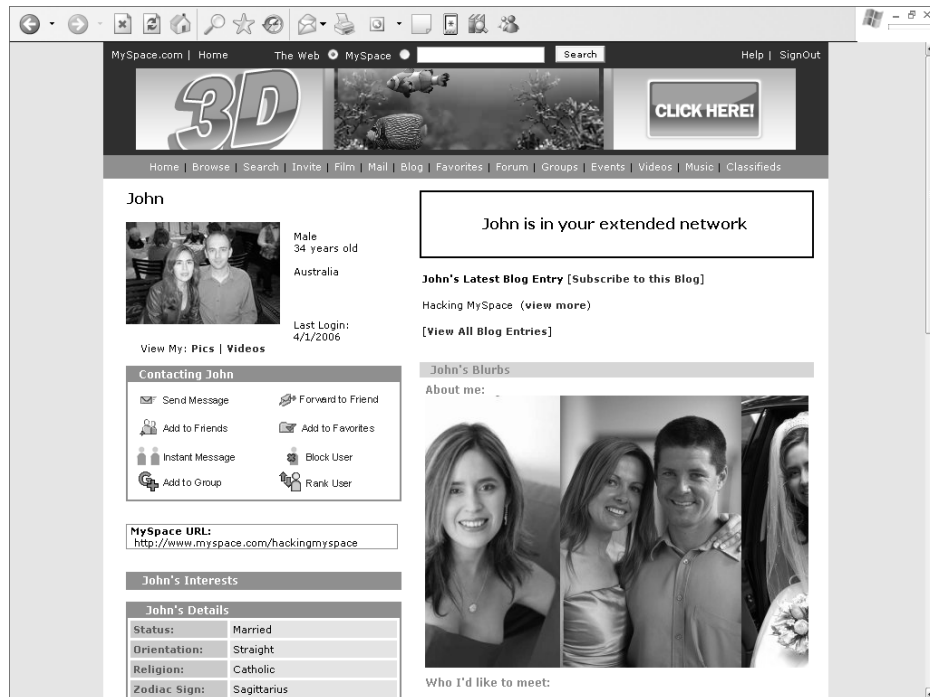 MySpace.com | Home The Web MySpace Search Help | SignOut
3D
CLICK HERE!
Home | Browse | Search | Invite | Film | Mail | Blog | Favorites | Forum | Groups | Events | Videos | Music | Classifieds
John
Male
34 years old
Australia
Last Login:
4/1/2006
View My: Pics | Videos
Contacting John
Send Message Forward to Friend
Add to Friends Add to Favorites
Instant Message Block User
Add to Group Rank User
MySpace URL:
http://www.myspace.com/hackingmyspace
John's Interests
John's Details
Status: Married
Orientation: Straight
Religion: Catholic
Zodiac Sign: Sagittarius
John is in your extended network
John's Latest Blog Entry [Subscribe to this Blog]
Hacking MySpace (view more)
[View All Blog Entries]
John's Blurbs
About me:
Who I'd like to meet: